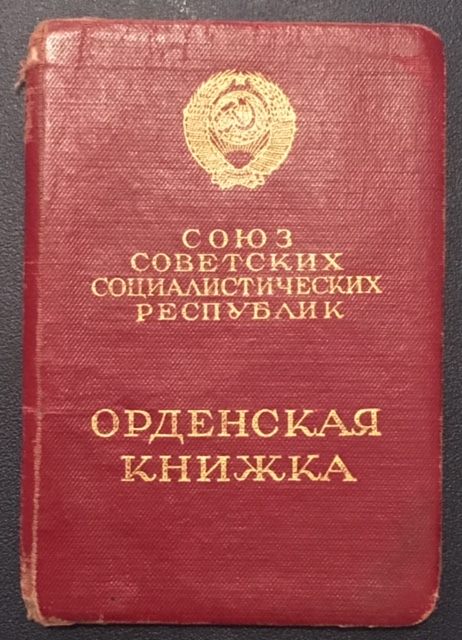 СОЮЗ
СОВЕТСКИХ
СОЦИАЛИСТИЧЕСКИХ
РЕСПУБЛИК
ОРДЕНСКАЯ
КНИЖКА